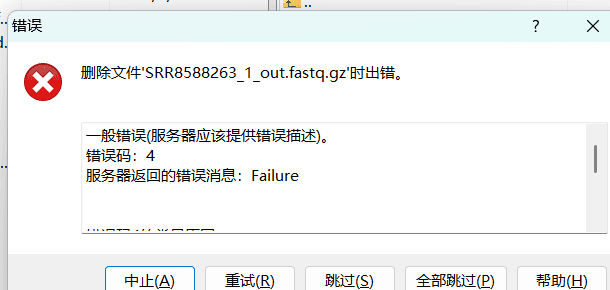 ..
错误
?
删除文件'SRR8588263_1_out.fastq.gz'时出错。
一般错误(服务器应该提供错误描述)。
错误码：4
服务器返回的错误消息：Failure
中止(A)
重试(R)
跳过(S)
全部跳过(P)
帮助(H)